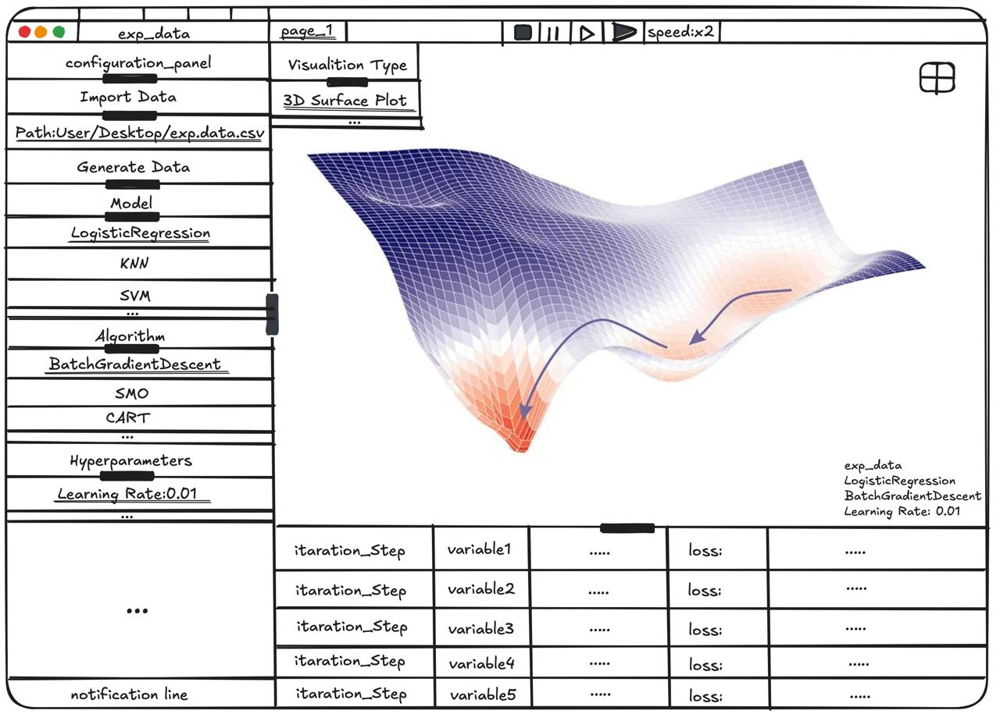 exp_data
page_1
speed:x2
configuration_panel
Import Data
Path:User/Desktop/exp.data.csv
Generate Data
Model
LogisticRegression
KNN
SVM
...
Algorithm
BatchGradientDescent
SMO
CART
...
Hyperparameters
Learning Rate:0.01
...
...
notification line
Visualition Type
3D Surface Plot
...
exp_data
LogisticRegression
BatchGradientDescent
Learning Rate: 0.01
itaration_Step variable1 ..... loss: .....
itaration_Step variable2 ..... loss: .....
itaration_Step variable3 ..... loss: .....
itaration_Step variable4 ..... loss: .....
itaration_Step variable5 ..... loss: .....